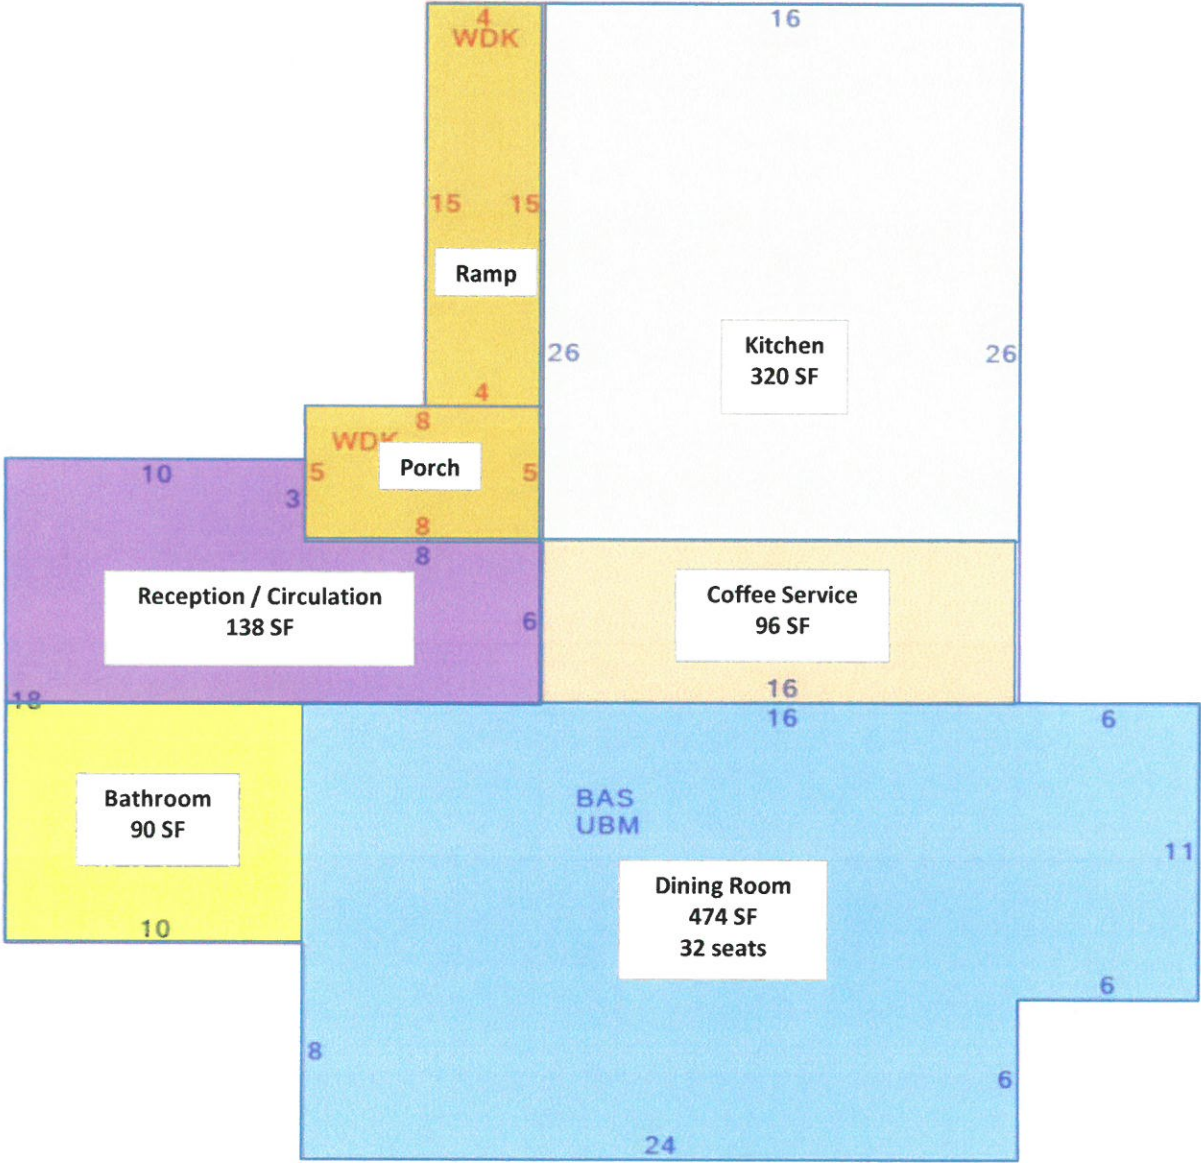 4
16
WDK
15
15
Ramp
Kitchen
320 SF
26
26
4
8
WDK
Porch
10
5
5
3
8
8
Reception / Circulation
138 SF
6
Coffee Service
96 SF
16
18
16
6
Bathroom
90 SF
BAS
UBM
11
Dining Room
474 SF
32 seats
10
6
8
6
24